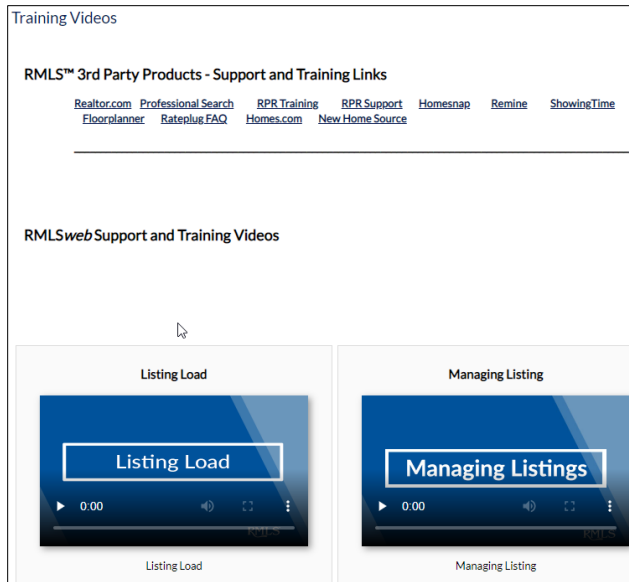 Training Videos
RMLS™ 3rd Party Products - Support and Training Links
Realtor.com Professional Search RPR Training RPR Support Homesnap Remine ShowingTime
Floorplanner Rateplug FAQ Homes.com New Home Source
RMLSweb Support and Training Videos
Listing Load Managing Listing
Listing Load Managing Listings
0:00 0:00
RMLS RMLS
Listing Load Managing Listing